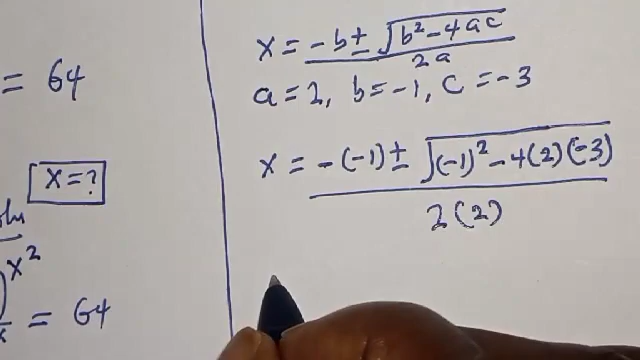 = 64
x = ?
x²
= 64
x = -b ± √(b² - 4ac) / 2a
a = 2, b = -1, c = -3
x = -(-1) ± √((-1)² - 4(2)(-3)) / 2(2)